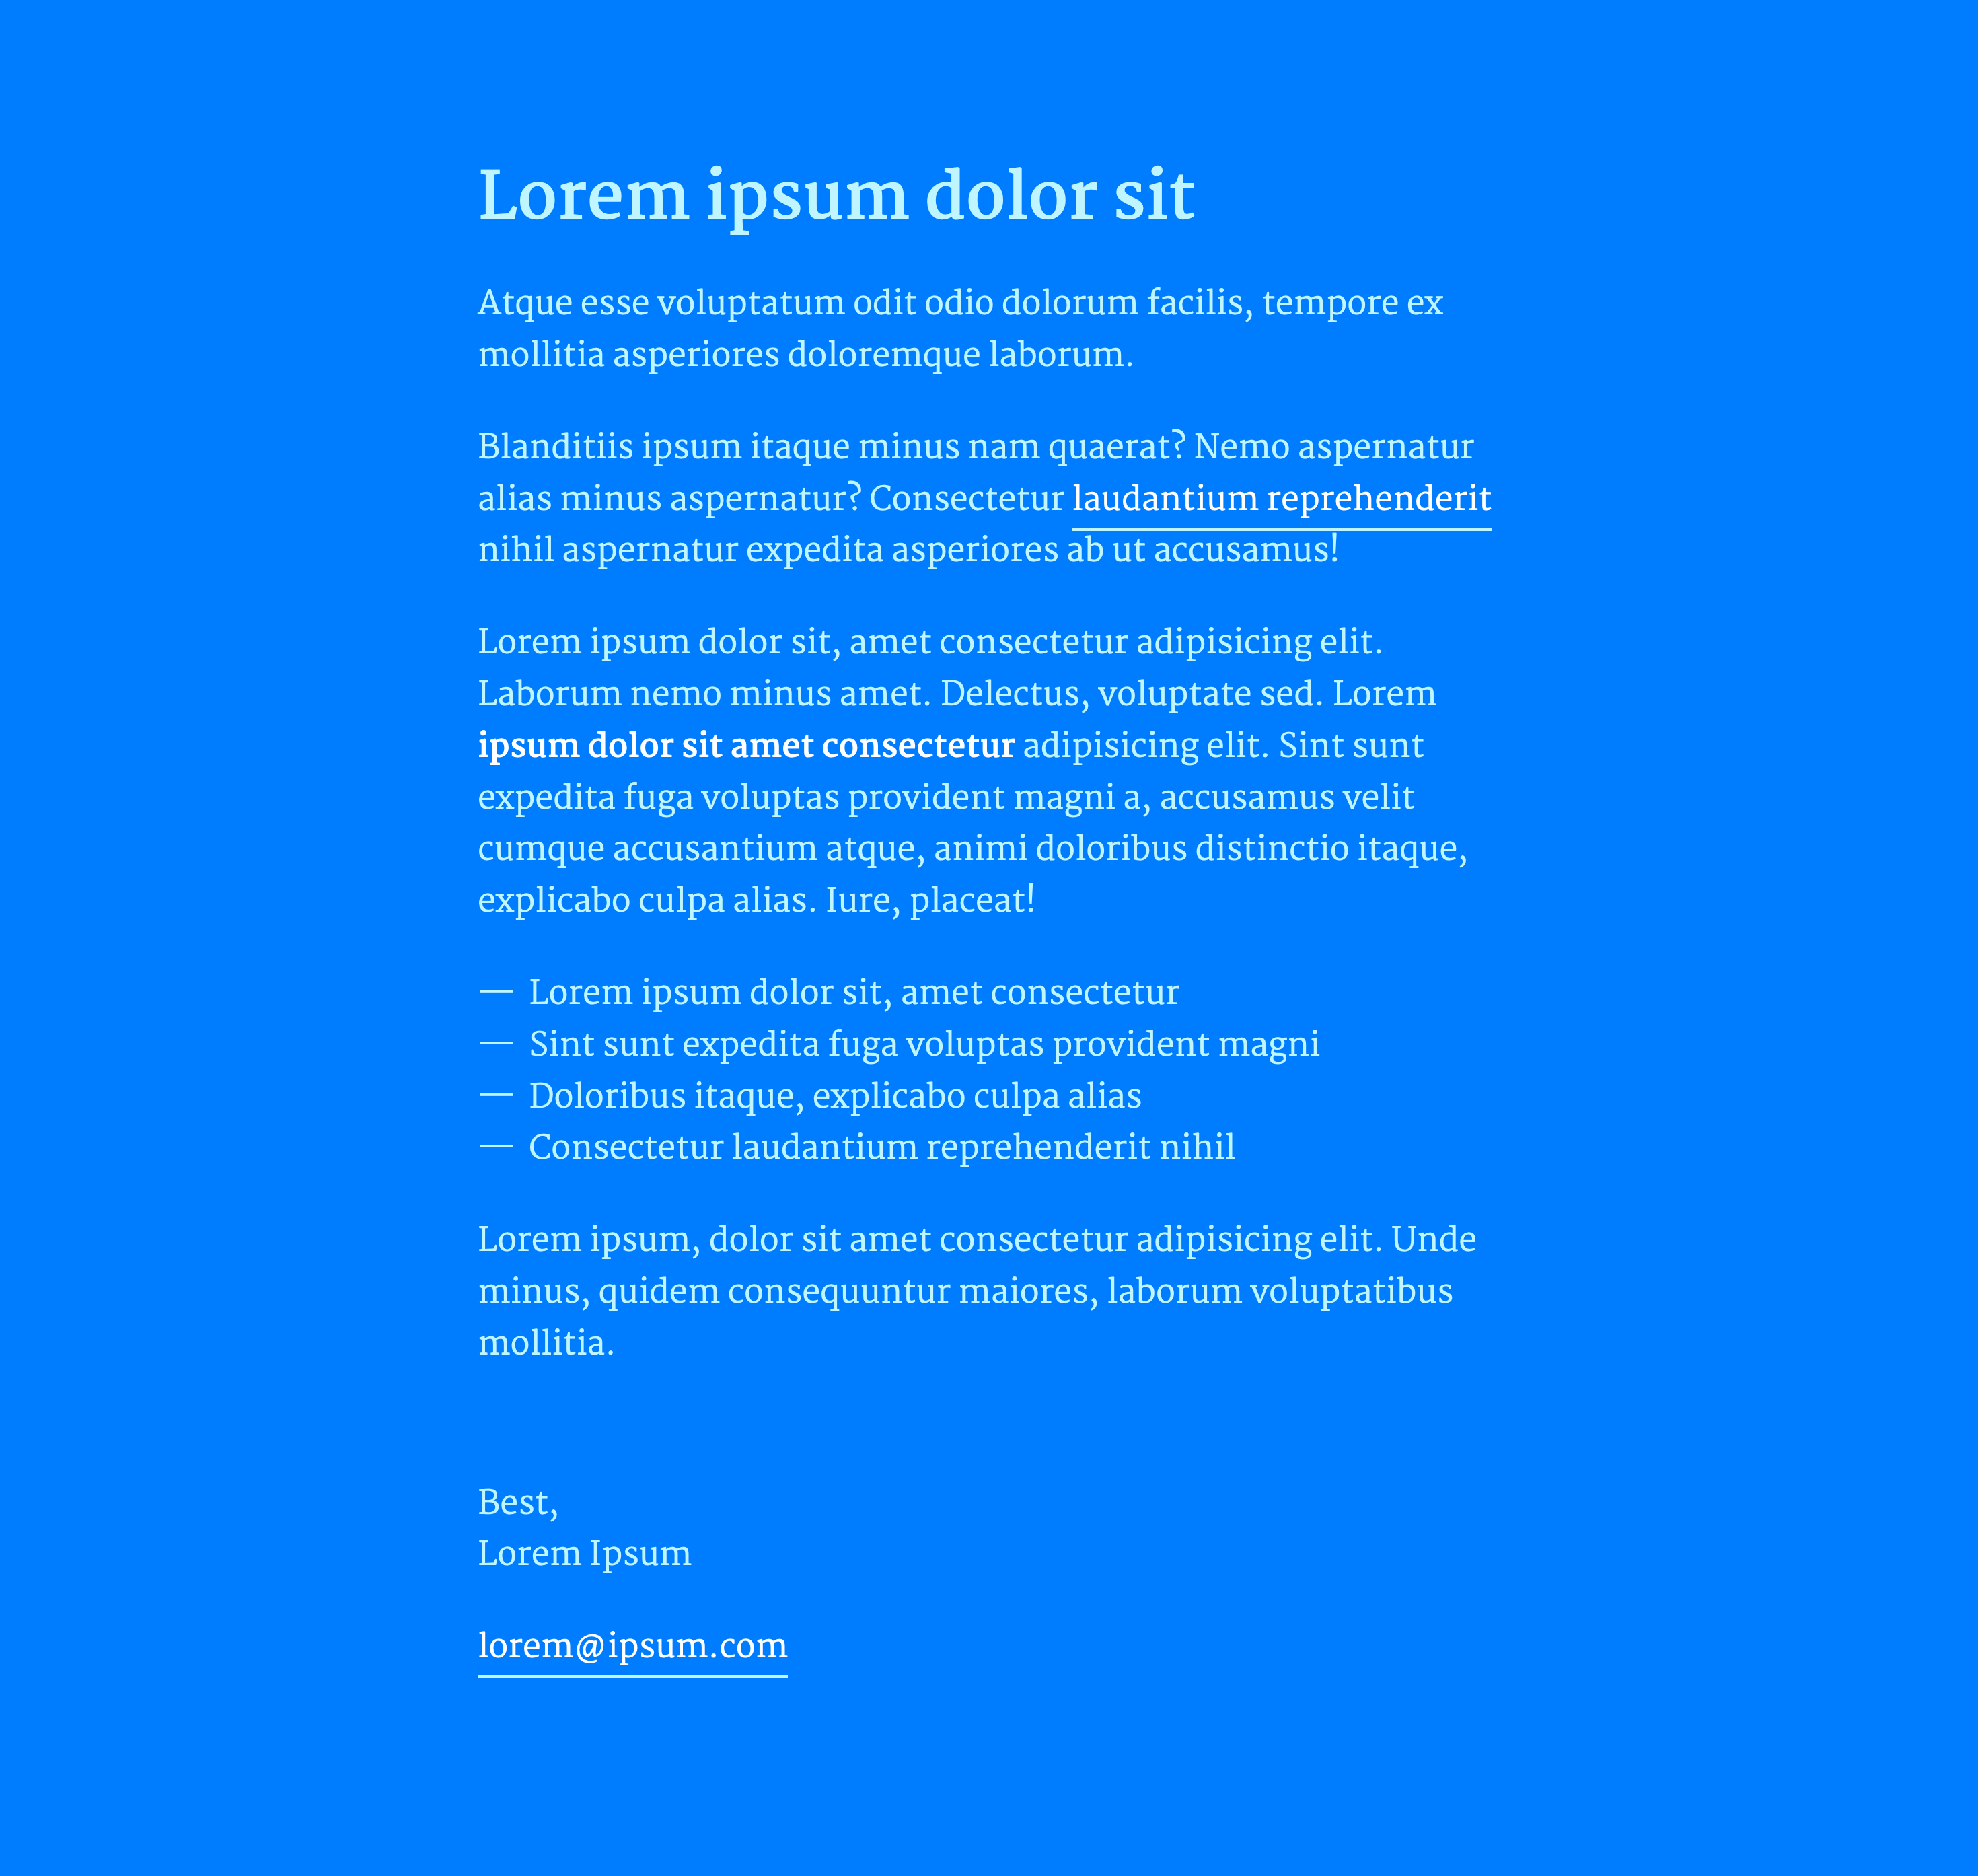 Lorem ipsum dolor sit
Atque esse voluptatum odit odio dolorum facilis, tempore ex
mollitia asperiores doloremque laborum.
Blanditiis ipsum itaque minus nam quaerat? Nemo aspernatur
alias minus aspernatur? Consectetur laudantium reprehenderit
nihil aspernatur expedita asperiores ab ut accusamus!
Lorem ipsum dolor sit, amet consectetur adipisicing elit.
Laborum nemo minus amet. Delectus, voluptate sed. Lorem
ipsum dolor sit amet consectetur adipisicing elit. Sint sunt
expedita fuga voluptas provident magni a, accusamus velit
cumque accusantium atque, animi doloribus distinctio itaque,
explicabo culpa alias. Iure, placeat!
— Lorem ipsum dolor sit, amet consectetur
— Sint sunt expedita fuga voluptas provident magni
— Doloribus itaque, explicabo culpa alias
— Consectetur laudantium reprehenderit nihil
Lorem ipsum, dolor sit amet consectetur adipisicing elit. Unde
minus, quidem consequuntur maiores, laborum voluptatibus
mollitia.
Best,
Lorem Ipsum
lorem@ipsum.com